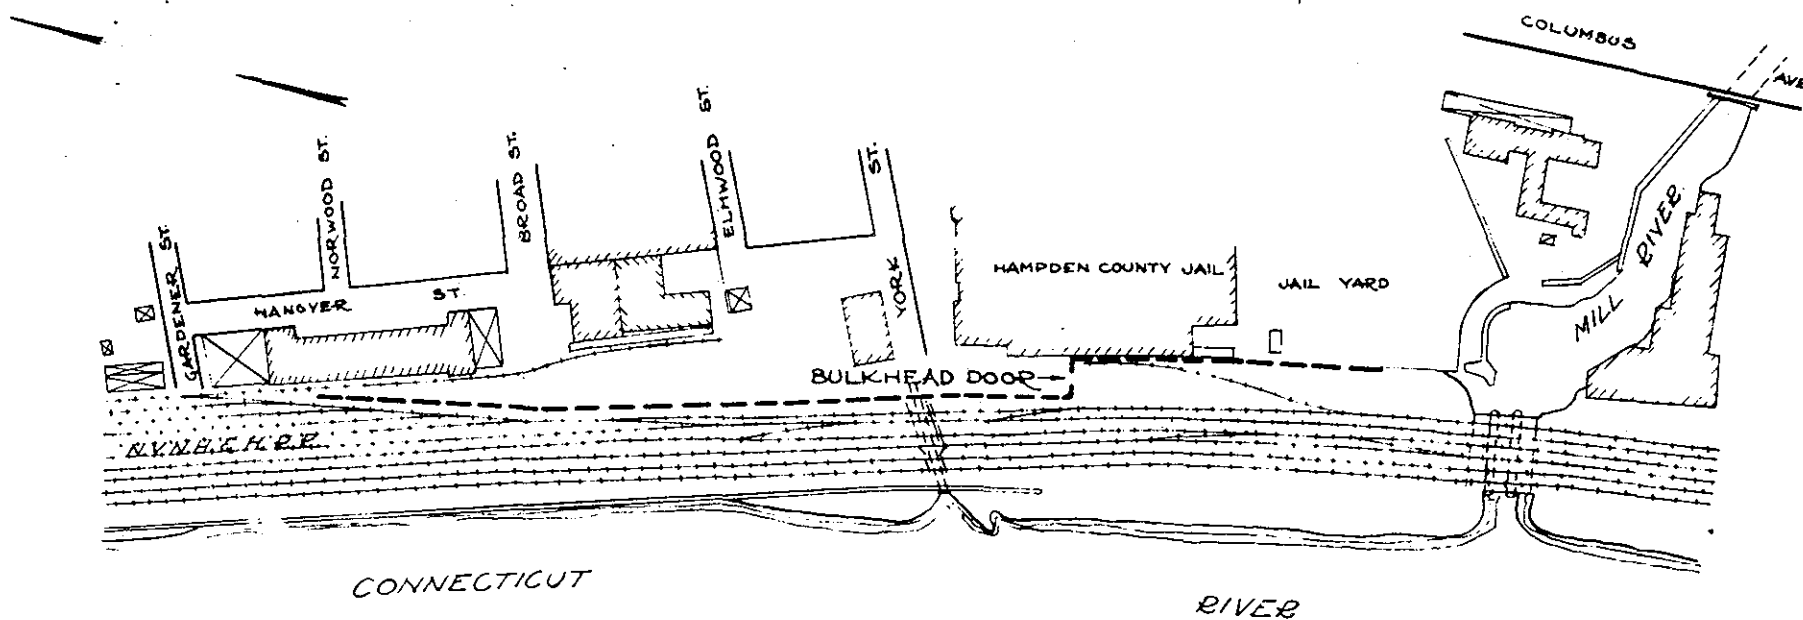 COLUMBUS
AVE
GARDENER ST.
NORWOOD ST.
BROAD ST.
ELMWOOD ST.
YORK ST.
HANOVER ST.
HAMPDEN COUNTY JAIL
JAIL YARD
MILL RIVER
BULKHEAD DOOR
N.Y.N.H.& H.R.R.
CONNECTICUT RIVER